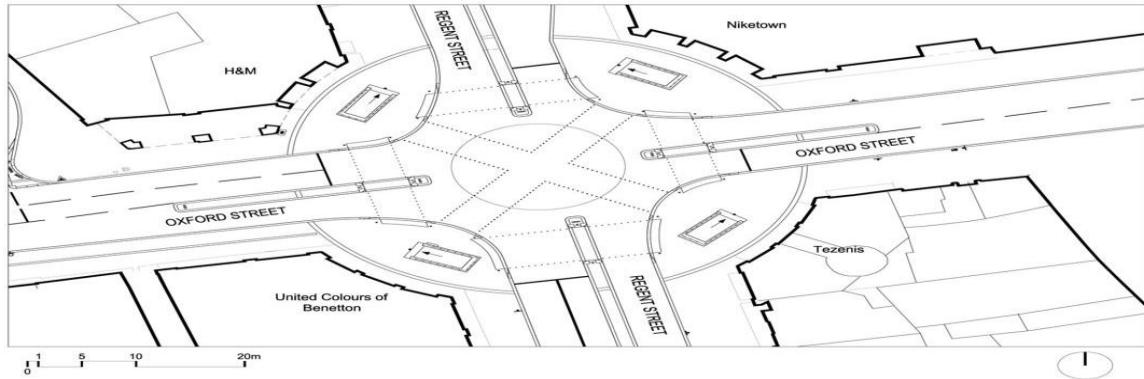 Niketown
REGENT STREET
H&M
OXFORD STREET
OXFORD STREET
Tezenis
United Colours of
Benetton
REGENT STREET
0 1 5 10 20m